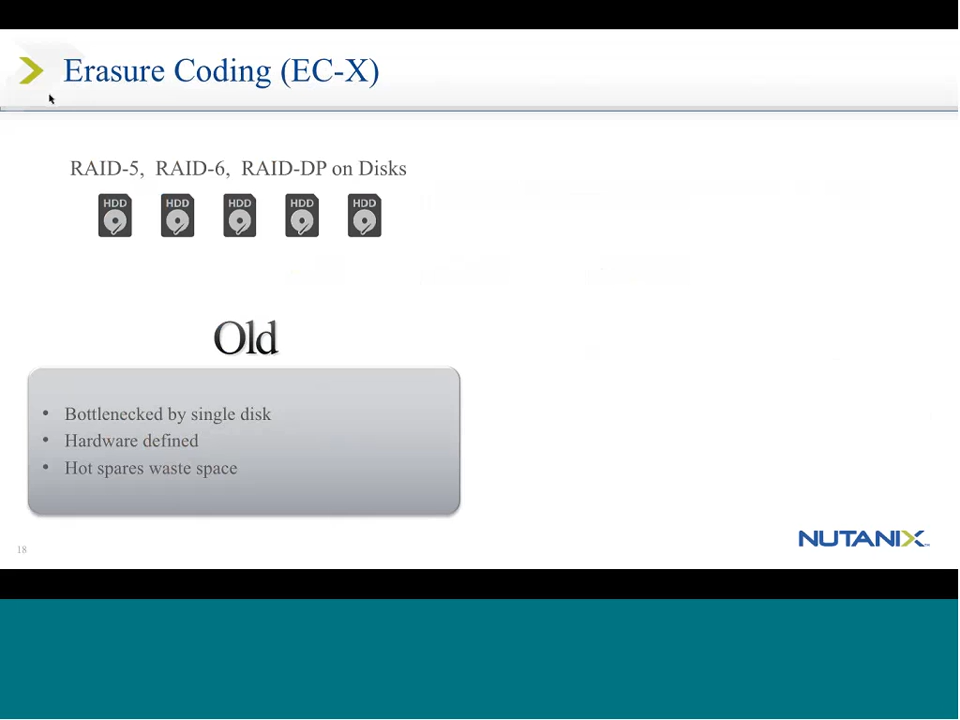 Erasure Coding (EC-X)
RAID-5, RAID-6, RAID-DP on Disks
HDD HDD HDD HDD HDD
Old
• Bottlenecked by single disk
• Hardware defined
• Hot spares waste space
18
NUTANIX™